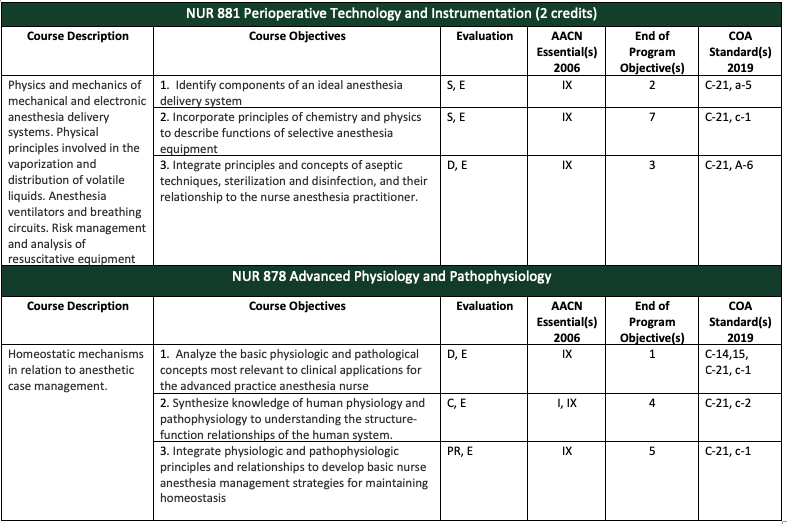 NUR 881 Perioperative Technology and Instrumentation (2 credits)
Course Description
Course Objectives
Evaluation
AACN
Essential(s)
2006
End of
Program
Objective(s)
COA
Standard(s)
2019
Physics and mechanics of
mechanical and electronic
anesthesia delivery
systems. Physical
principles involved in the
vaporization and
distribution of volatile
liquids. Anesthesia
ventilators and breathing
circuits. Risk management
and analysis of
resuscitative equipment
1. Identify components of an ideal anesthesia
delivery system
S, E
IX
2
C-21, a-5
2. Incorporate principles of chemistry and physics
to describe functions of selective anesthesia
equipment
S, E
IX
7
C-21, c-1
3. Integrate principles and concepts of aseptic
techniques, sterilization and disinfection, and their
relationship to the nurse anesthesia practitioner.
D, E
IX
3
C-21, A-6
NUR 878 Advanced Physiology and Pathophysiology
Course Description
Course Objectives
Evaluation
AACN
Essential(s)
2006
End of
Program
Objective(s)
COA
Standard(s)
2019
Homeostatic mechanisms
in relation to anesthetic
case management.
1. Analyze the basic physiologic and pathological
concepts most relevant to clinical applications for
the advanced practice anesthesia nurse
D, E
IX
1
C-14,15,
C-21, c-1
2. Synthesize knowledge of human physiology and
pathophysiology to understanding the structure-
function relationships of the human system.
C, E
I, IX
4
C-21, c-2
3. Integrate physiologic and pathophysiologic
principles and relationships to develop basic nurse
anesthesia management strategies for maintaining
homeostasis
PR, E
IX
5
C-21, c-1